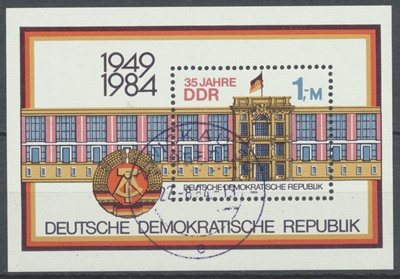 1949
1984
35 JAHRE
DDR
1,-M
DEUTSCHE DEMOKRATISCHE REPUBLIK
DEUTSCHE DEMOKRATISCHE REPUBLIK